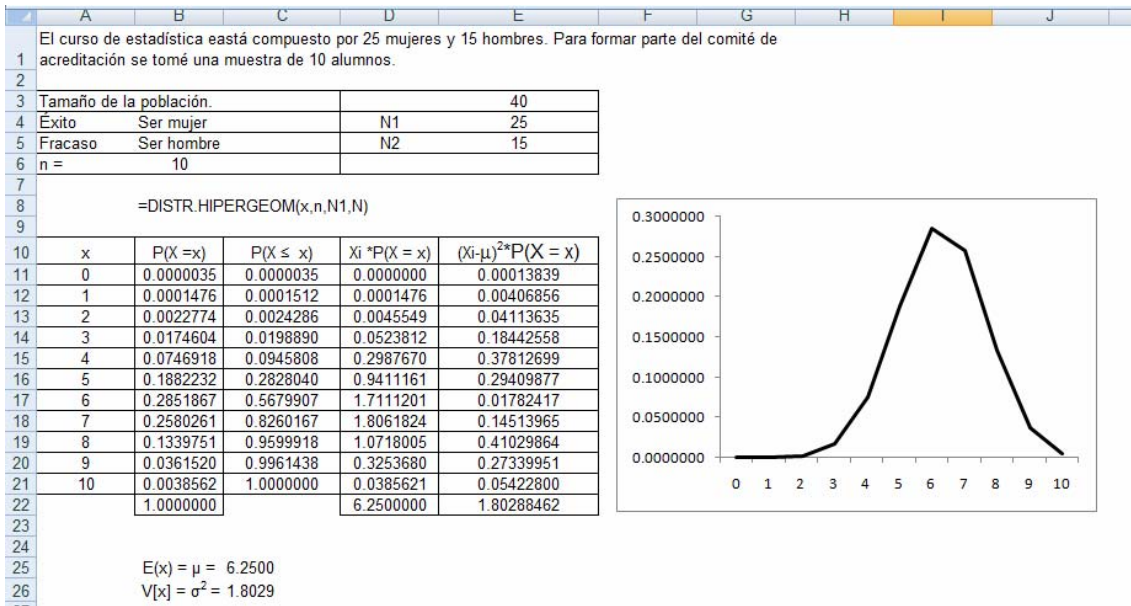 A B C D E F G H I J
1 El curso de estadística eastá compuesto por 25 mujeres y 15 hombres. Para formar parte del comité de
acreditación se tomé una muestra de 10 alumnos.
2
3 Tamaño de la población. 40
4 Éxito Ser mujer N1 25
5 Fracaso Ser hombre N2 15
6 n = 10
7
8 =DISTR.HIPERGEOM(x,n,N1,N)
9
10 x P(X =x) P(X ≤ x) Xi *P(X = x) (Xi-µ)²*P(X = x)
11 0 0.0000035 0.0000035 0.0000000 0.00013839
12 1 0.0001476 0.0001512 0.0001476 0.00406856
13 2 0.0022774 0.0024286 0.0045549 0.04113635
14 3 0.0174604 0.0198890 0.0523812 0.18442558
15 4 0.0746918 0.0945808 0.2987670 0.37812699
16 5 0.1882232 0.2828040 0.9411161 0.29409877
17 6 0.2851867 0.5679907 1.7111201 0.01782417
18 7 0.2580261 0.8260167 1.8061824 0.14513965
19 8 0.1339751 0.9599918 1.0718005 0.41029864
20 9 0.0361520 0.9961438 0.3253680 0.27339951
21 10 0.0038562 1.0000000 0.0385621 0.05422800
22 1.0000000 6.2500000 1.80288462
23
24
25 E(x) = µ = 6.2500
26 V[x] = σ² = 1.8029
0.3000000
0.2500000
0.2000000
0.1500000
0.1000000
0.0500000
0.0000000
0 1 2 3 4 5 6 7 8 9 10